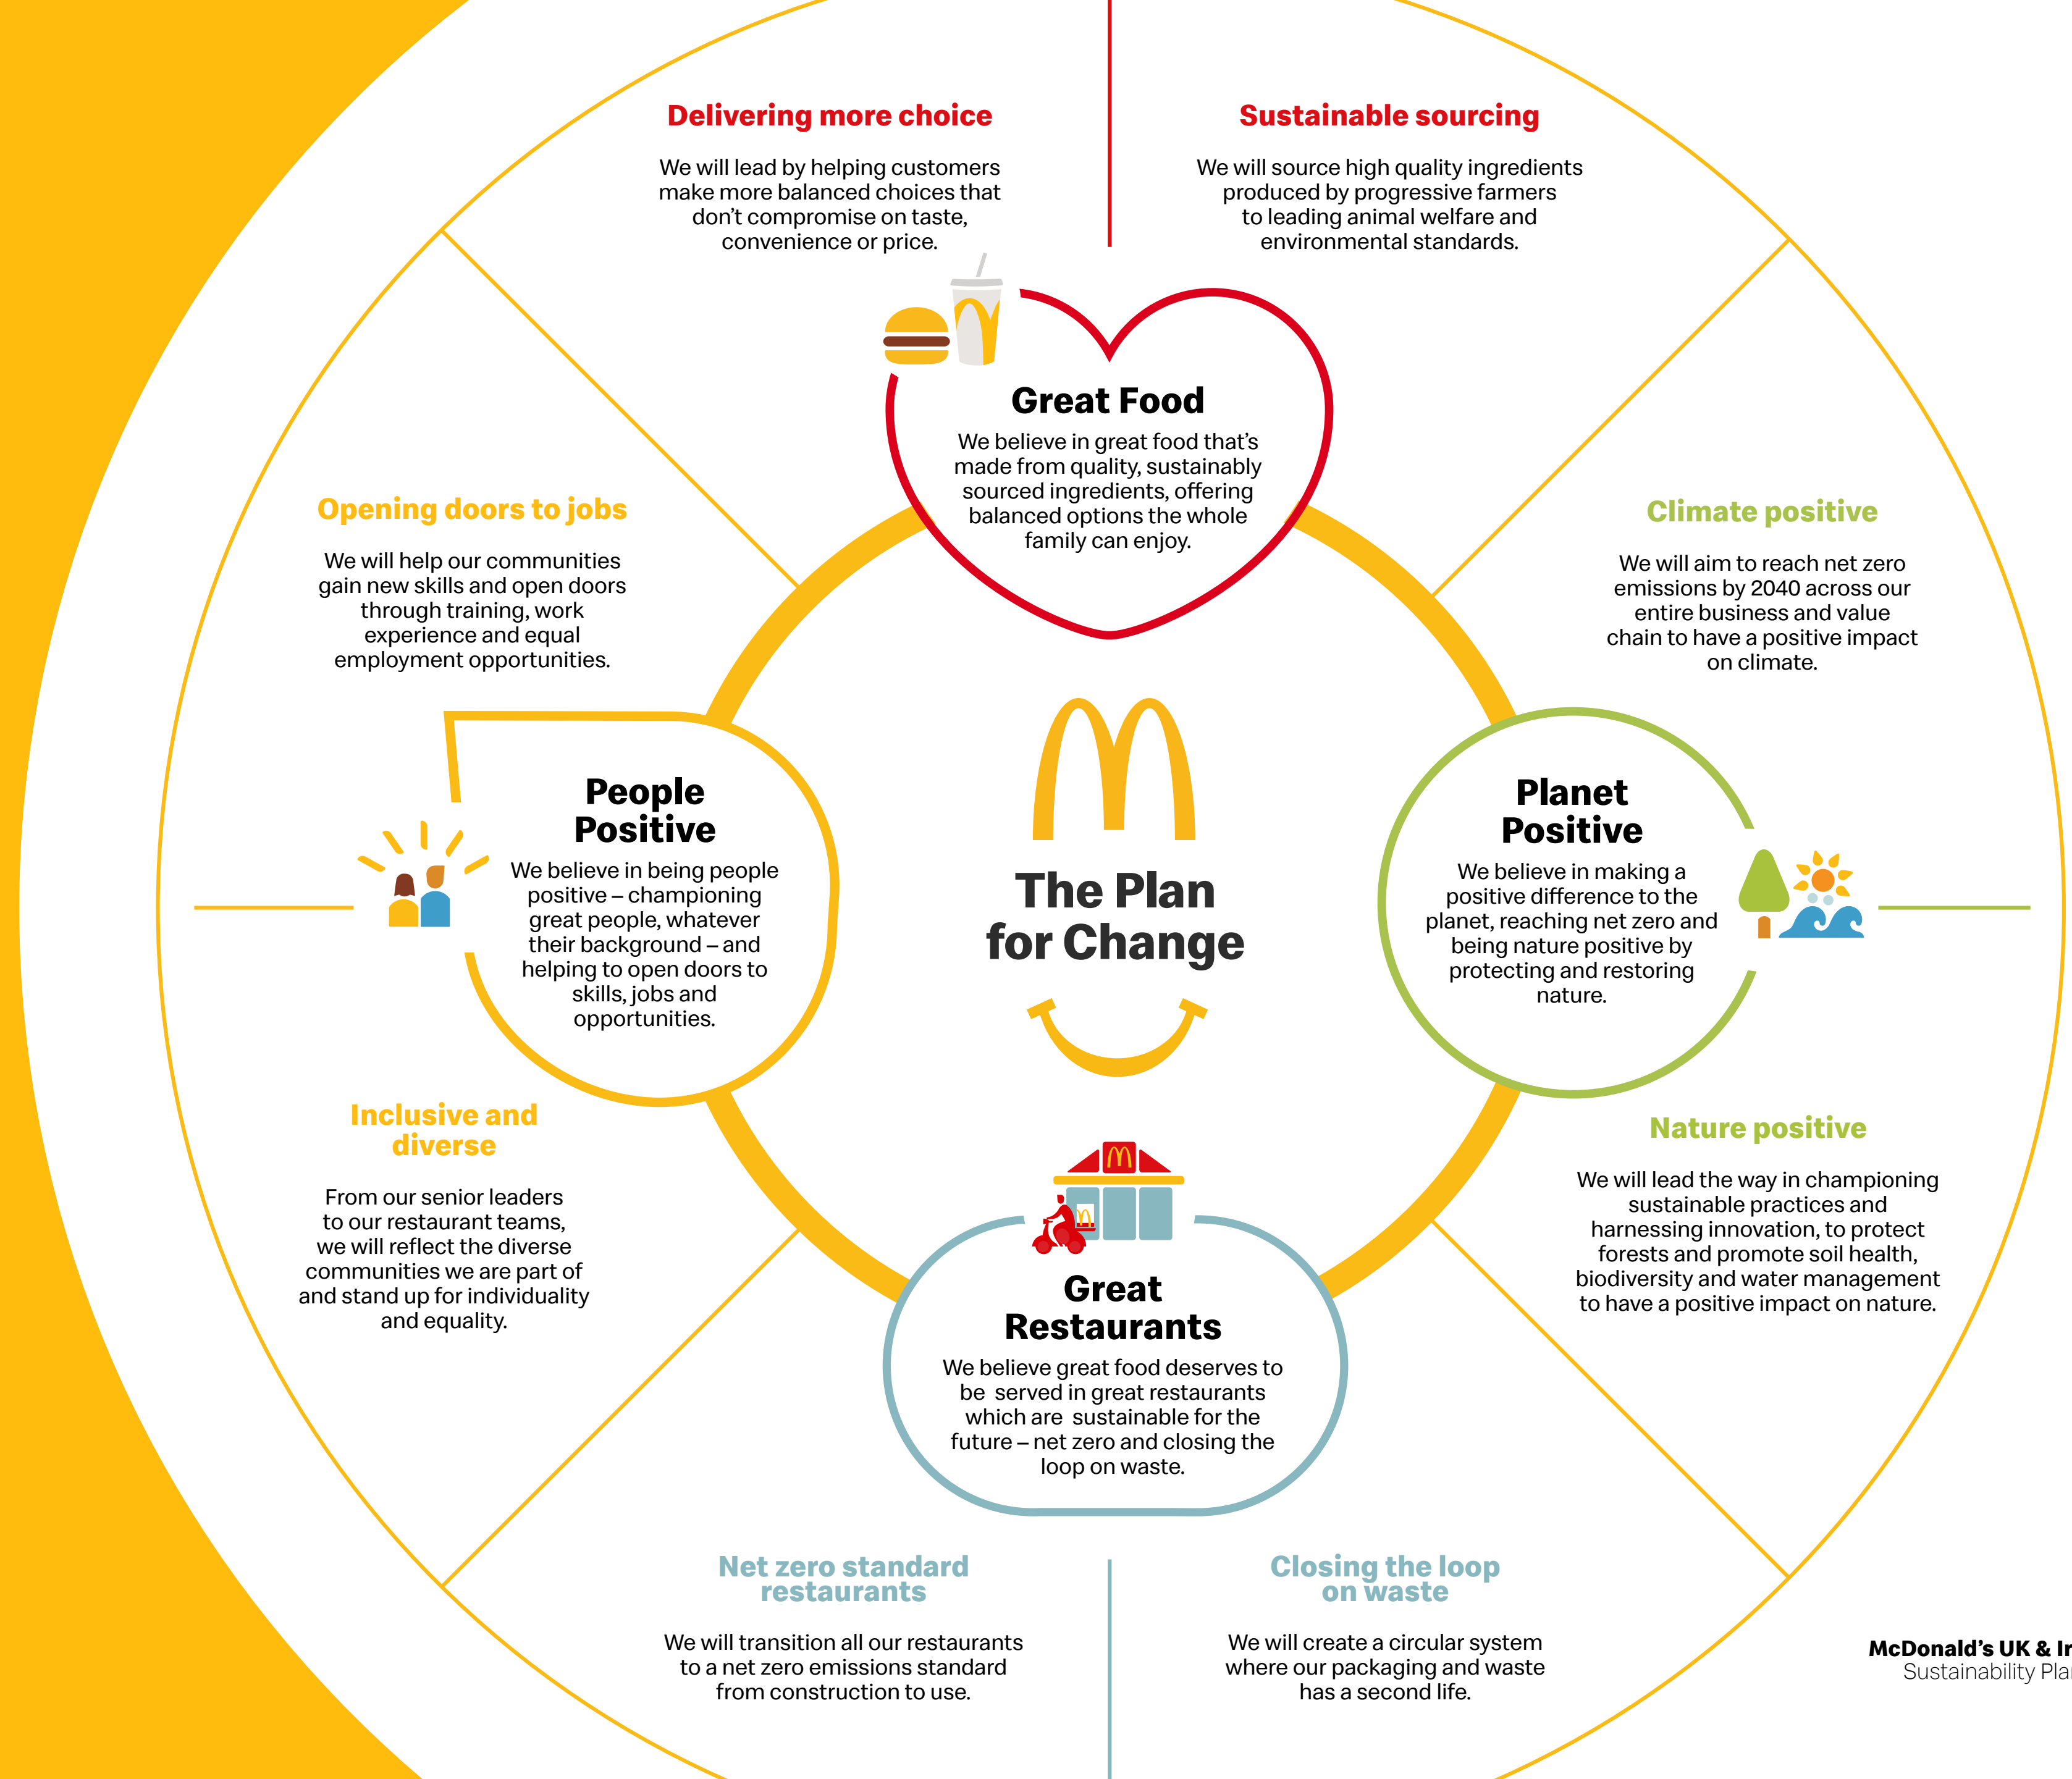 Delivering more choice
We will lead by helping customers
make more balanced choices that
don’t compromise on taste,
convenience or price.
Sustainable sourcing
We will source high quality ingredients
produced by progressive farmers
to leading animal welfare and
environmental standards.
Great Food
We believe in great food that’s
made from quality, sustainably
sourced ingredients, offering
balanced options the whole
family can enjoy.
Opening doors to jobs
We will help our communities
gain new skills and open doors
through training, work
experience and equal
employment opportunities.
Climate positive
We will aim to reach net zero
emissions by 2040 across our
entire business and value
chain to have a positive impact
on climate.
People
Positive
We believe in being people
positive – championing
great people, whatever
their background – and
helping to open doors to
skills, jobs and
opportunities.
The Plan
for Change
Planet
Positive
We believe in making a
positive difference to the
planet, reaching net zero and
being nature positive by
protecting and restoring
nature.
Inclusive and
diverse
From our senior leaders
to our restaurant teams,
we will reflect the diverse
communities we are part of
and stand up for individuality
and equality.
Nature positive
We will lead the way in championing
sustainable practices and
harnessing innovation, to protect
forests and promote soil health,
biodiversity and water management
to have a positive impact on nature.
Great
Restaurants
We believe great food deserves to
be served in great restaurants
which are sustainable for the
future – net zero and closing the
loop on waste.
Net zero standard
restaurants
We will transition all our restaurants
to a net zero emissions standard
from construction to use.
Closing the loop
on waste
We will create a circular system
where our packaging and waste
has a second life.
McDonald’s UK &
Sustainability